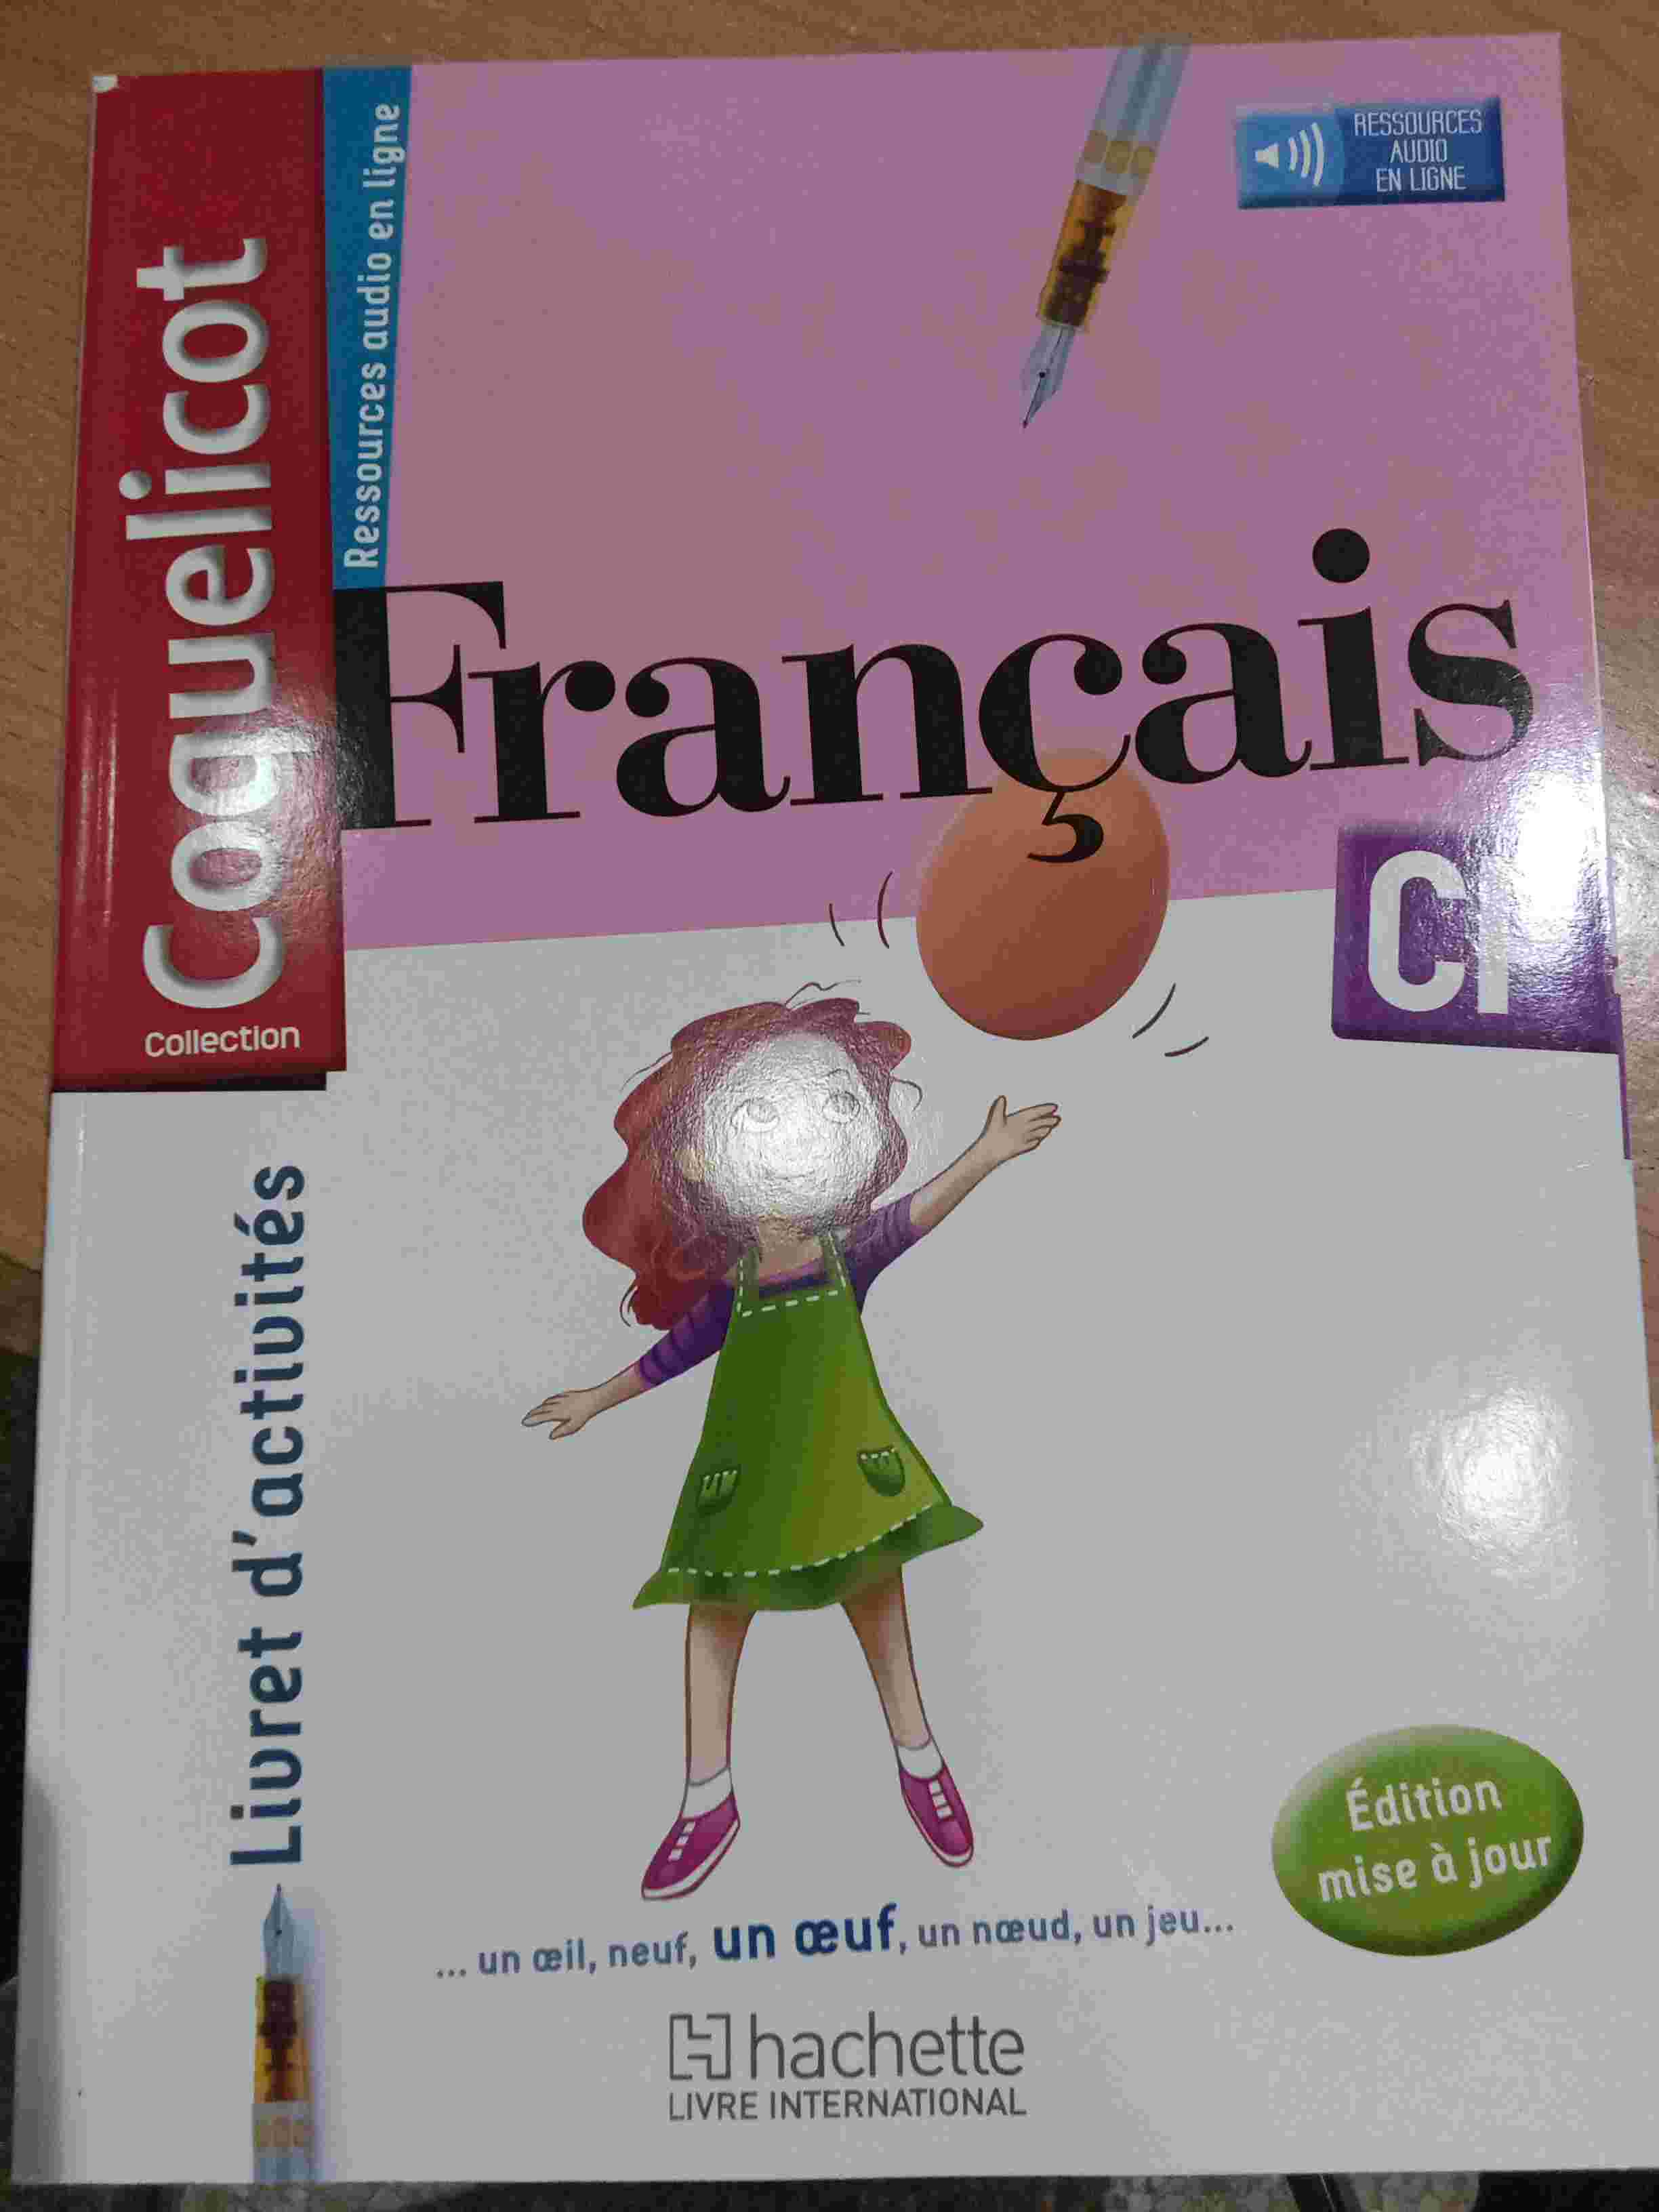 Collection
Coquelicot
Ressources audio en ligne
RESSOURCES
AUDIO
EN LIGNE
Français
Livret d'activités
Édition
mise à jour
... un œil, neuf, un œuf, un nœud, un jeu...
hachette
LIVRE INTERNATIONAL